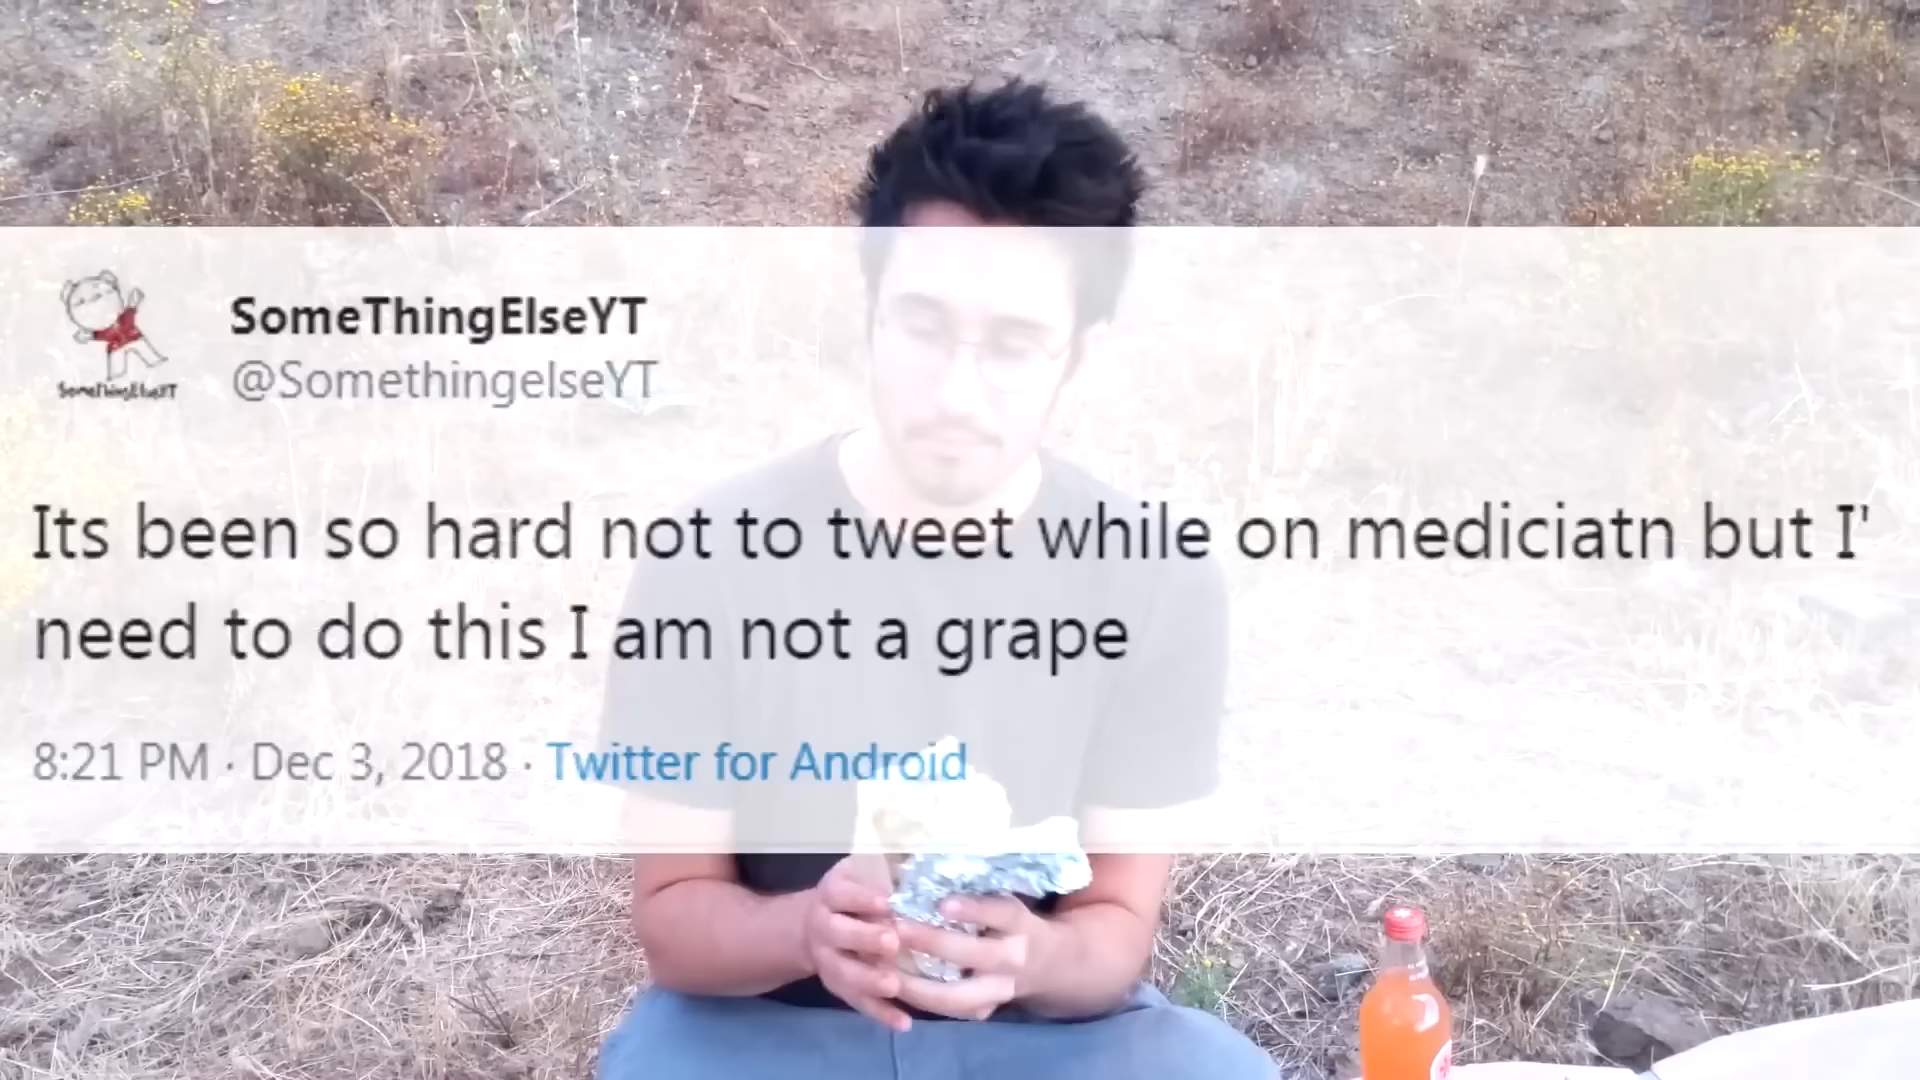 SomeThingElseYT
SomeThingElseYT
@SomethingelseYT
Its been so hard not to tweet while on mediciatn but I'
need to do this I am not a grape
8:21 PM · Dec 3, 2018 · Twitter for Android